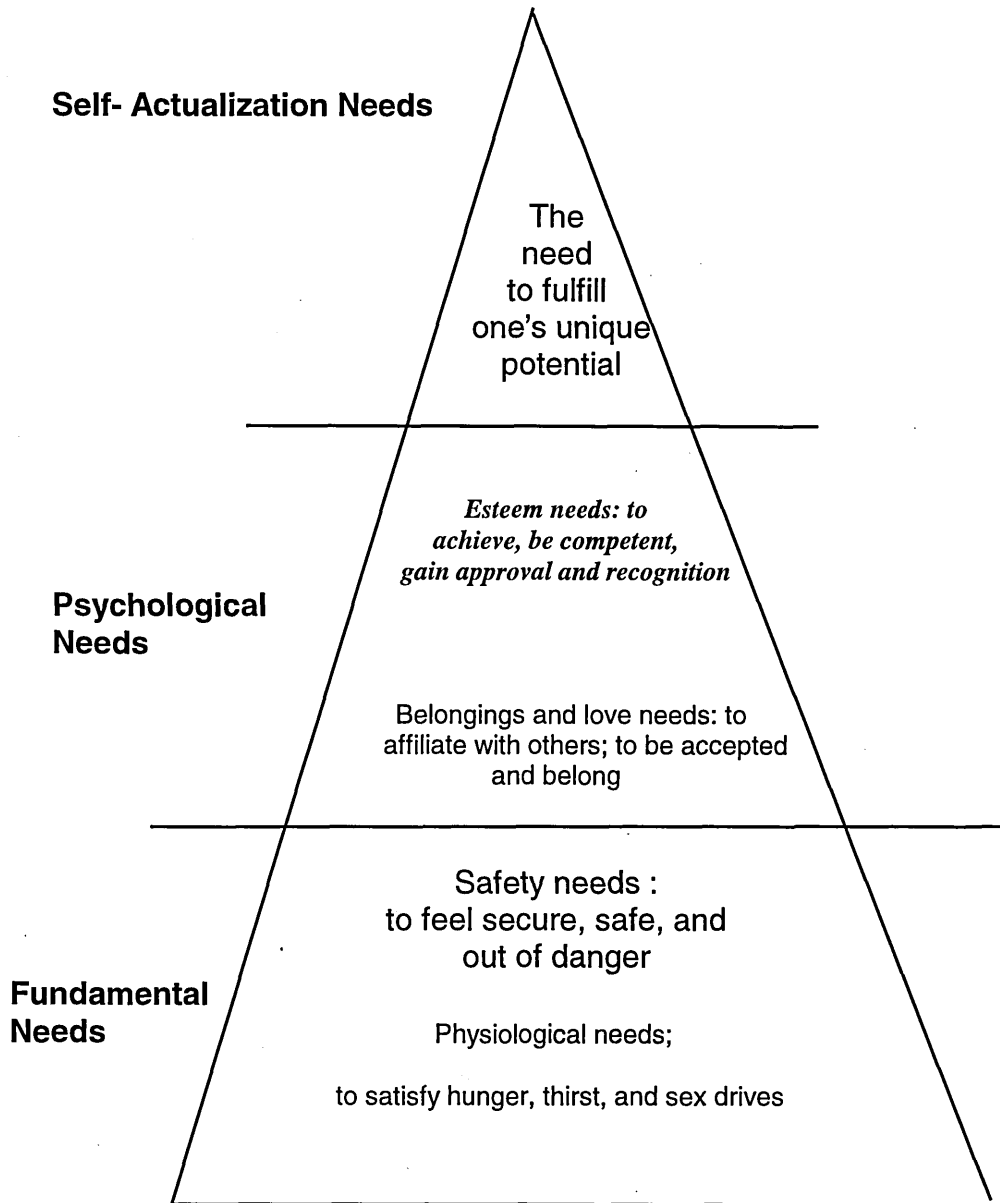 Self- Actualization Needs
The
need
to fulfill
one's unique
potential
Esteem needs: to
achieve, be competent,
gain approval and recognition
Psychological
Needs
Belongings and love needs: to
affiliate with others; to be accepted
and belong
Safety needs :
to feel secure, safe, and
out of danger
Fundamental
Needs
Physiological needs;
to satisfy hunger, thirst, and sex drives